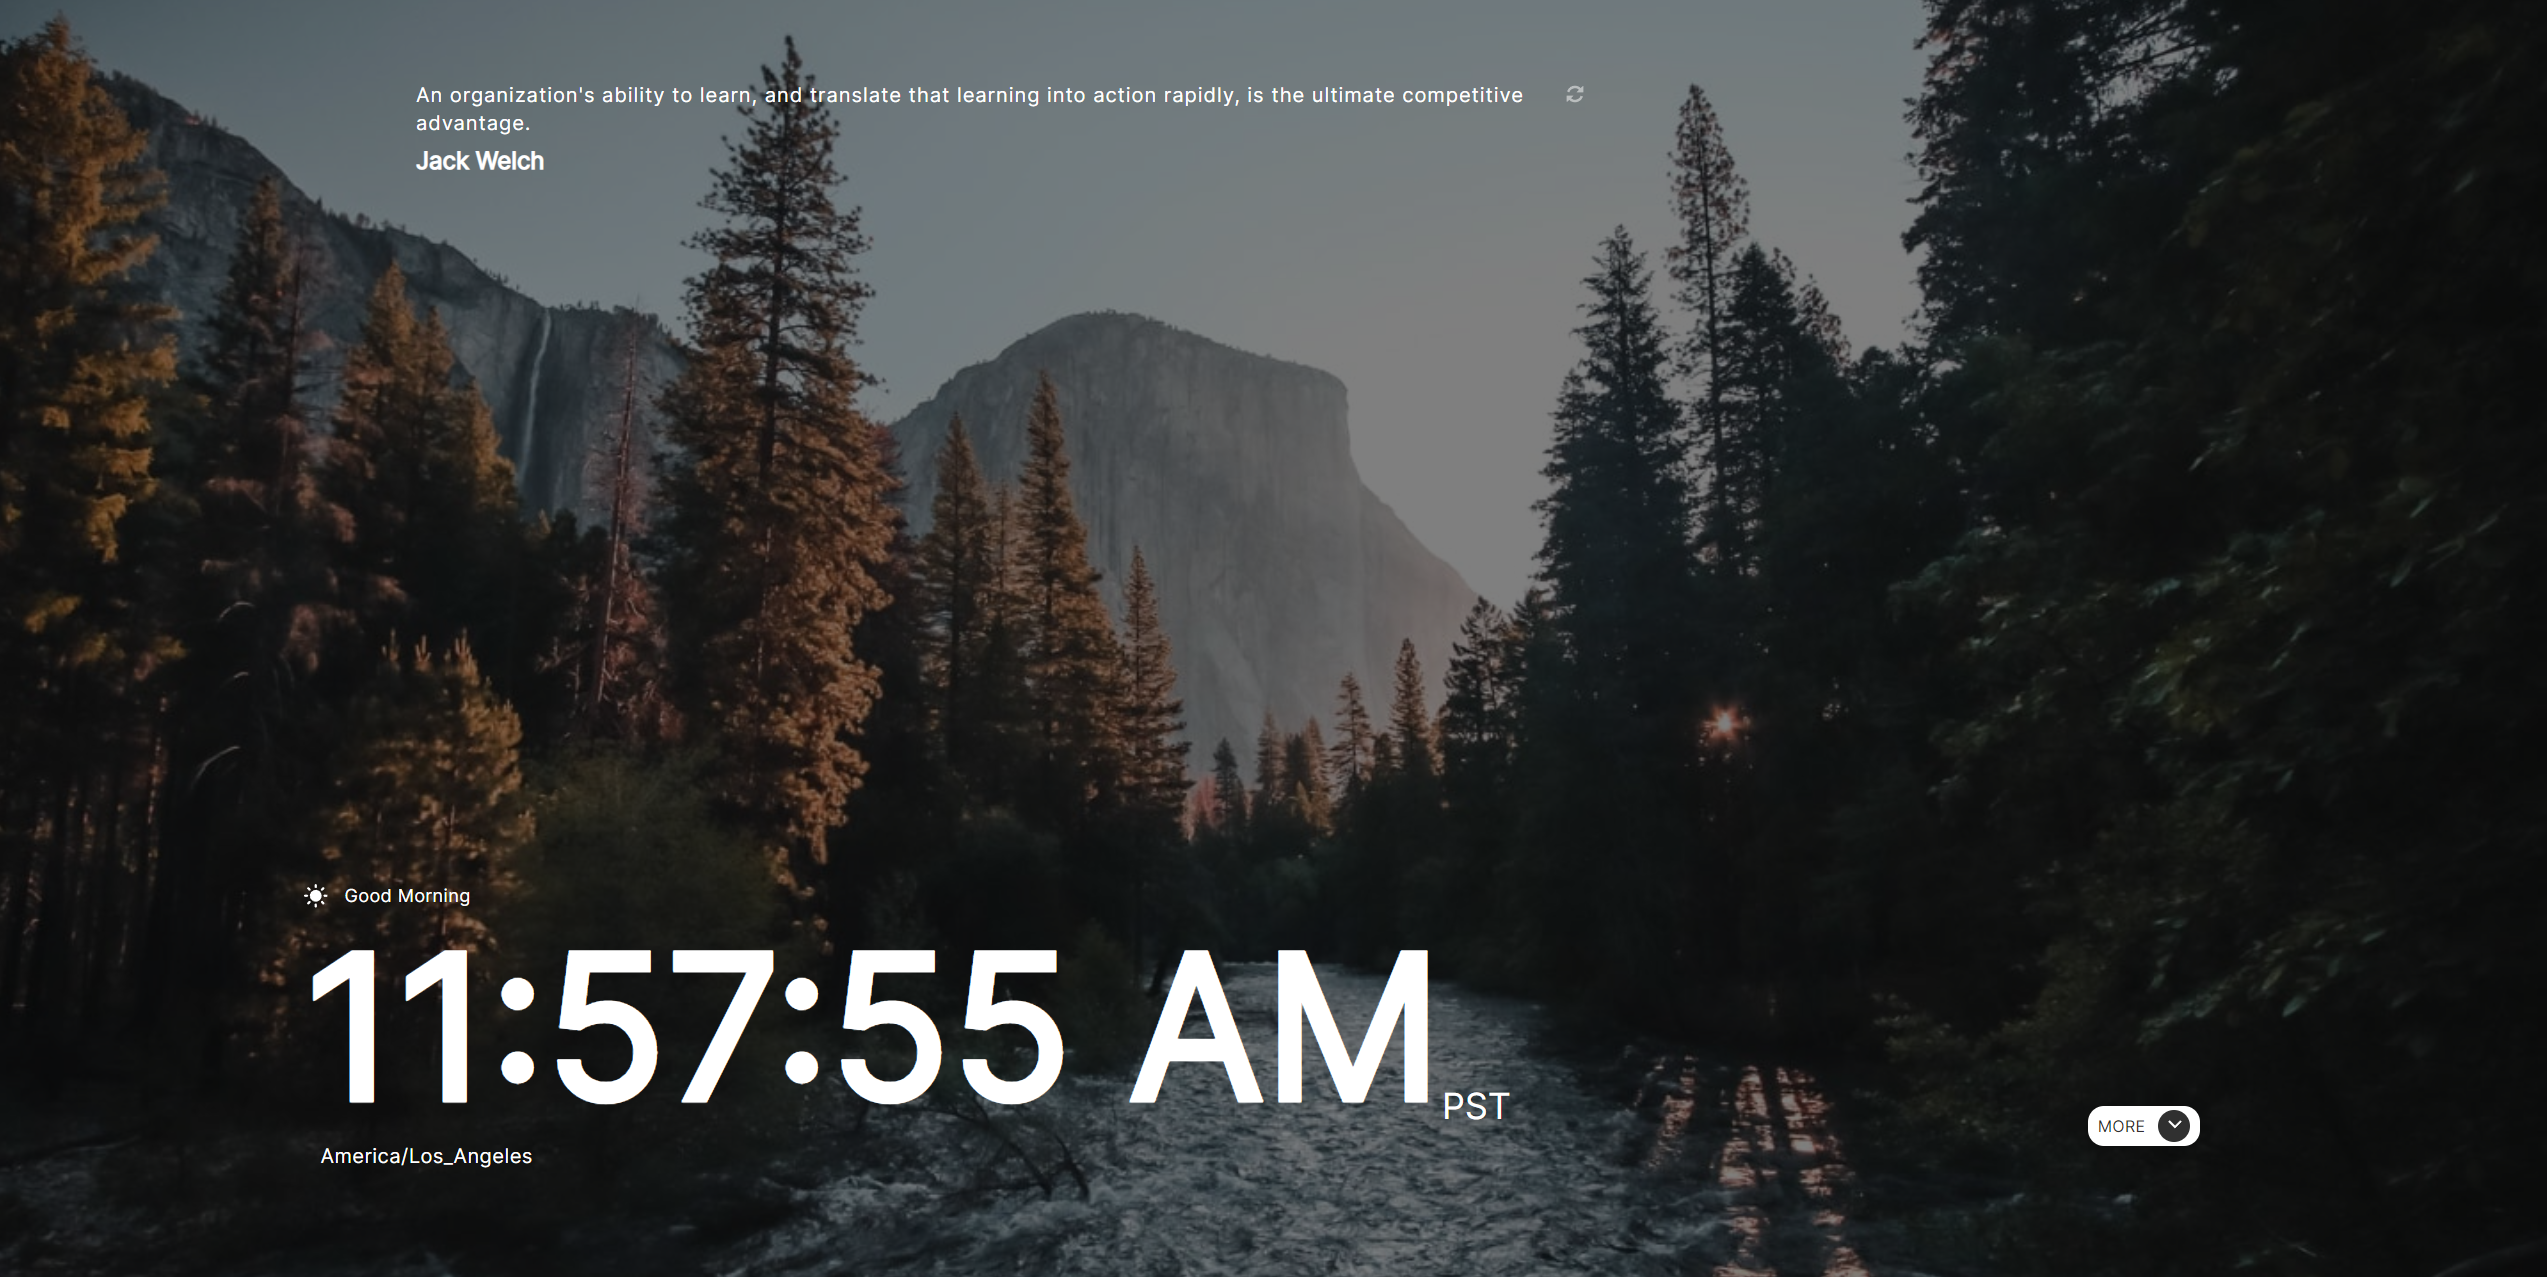 An organization's ability to learn, and translate that learning into action rapidly, is the ultimate competitive
advantage.
Jack Welch
Good Morning
11:57:55 AM PST
America/Los_Angeles
MORE